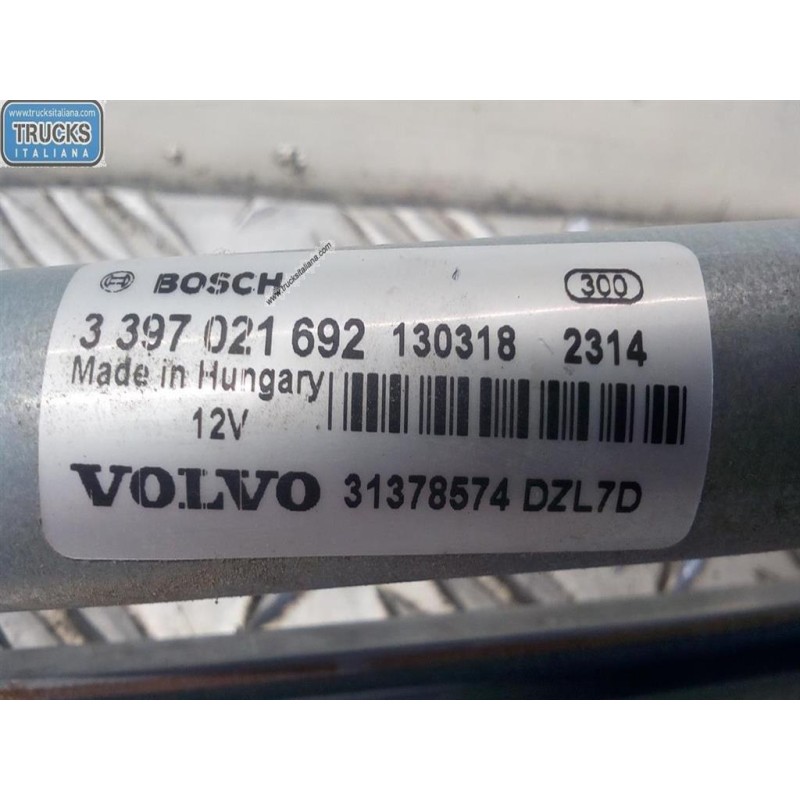 www.trucksitaliana.com
TRUCKS
ITALIANA
BOSCH
www.trucksitaliana.com
300
3 397 021 692 130318 2314
Made in Hungary
12V
VOLVO 31378574 DZL7D